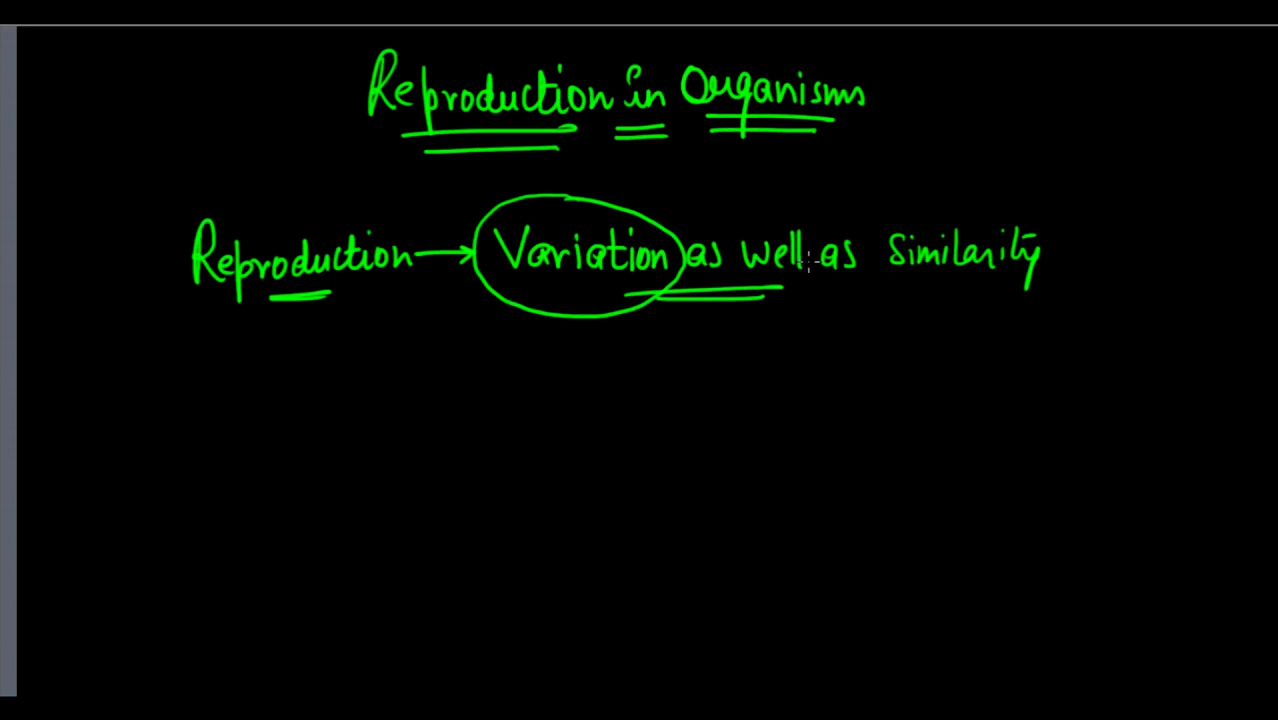 Reproduction in Organisms
Reproduction → Variation as well as Similarity